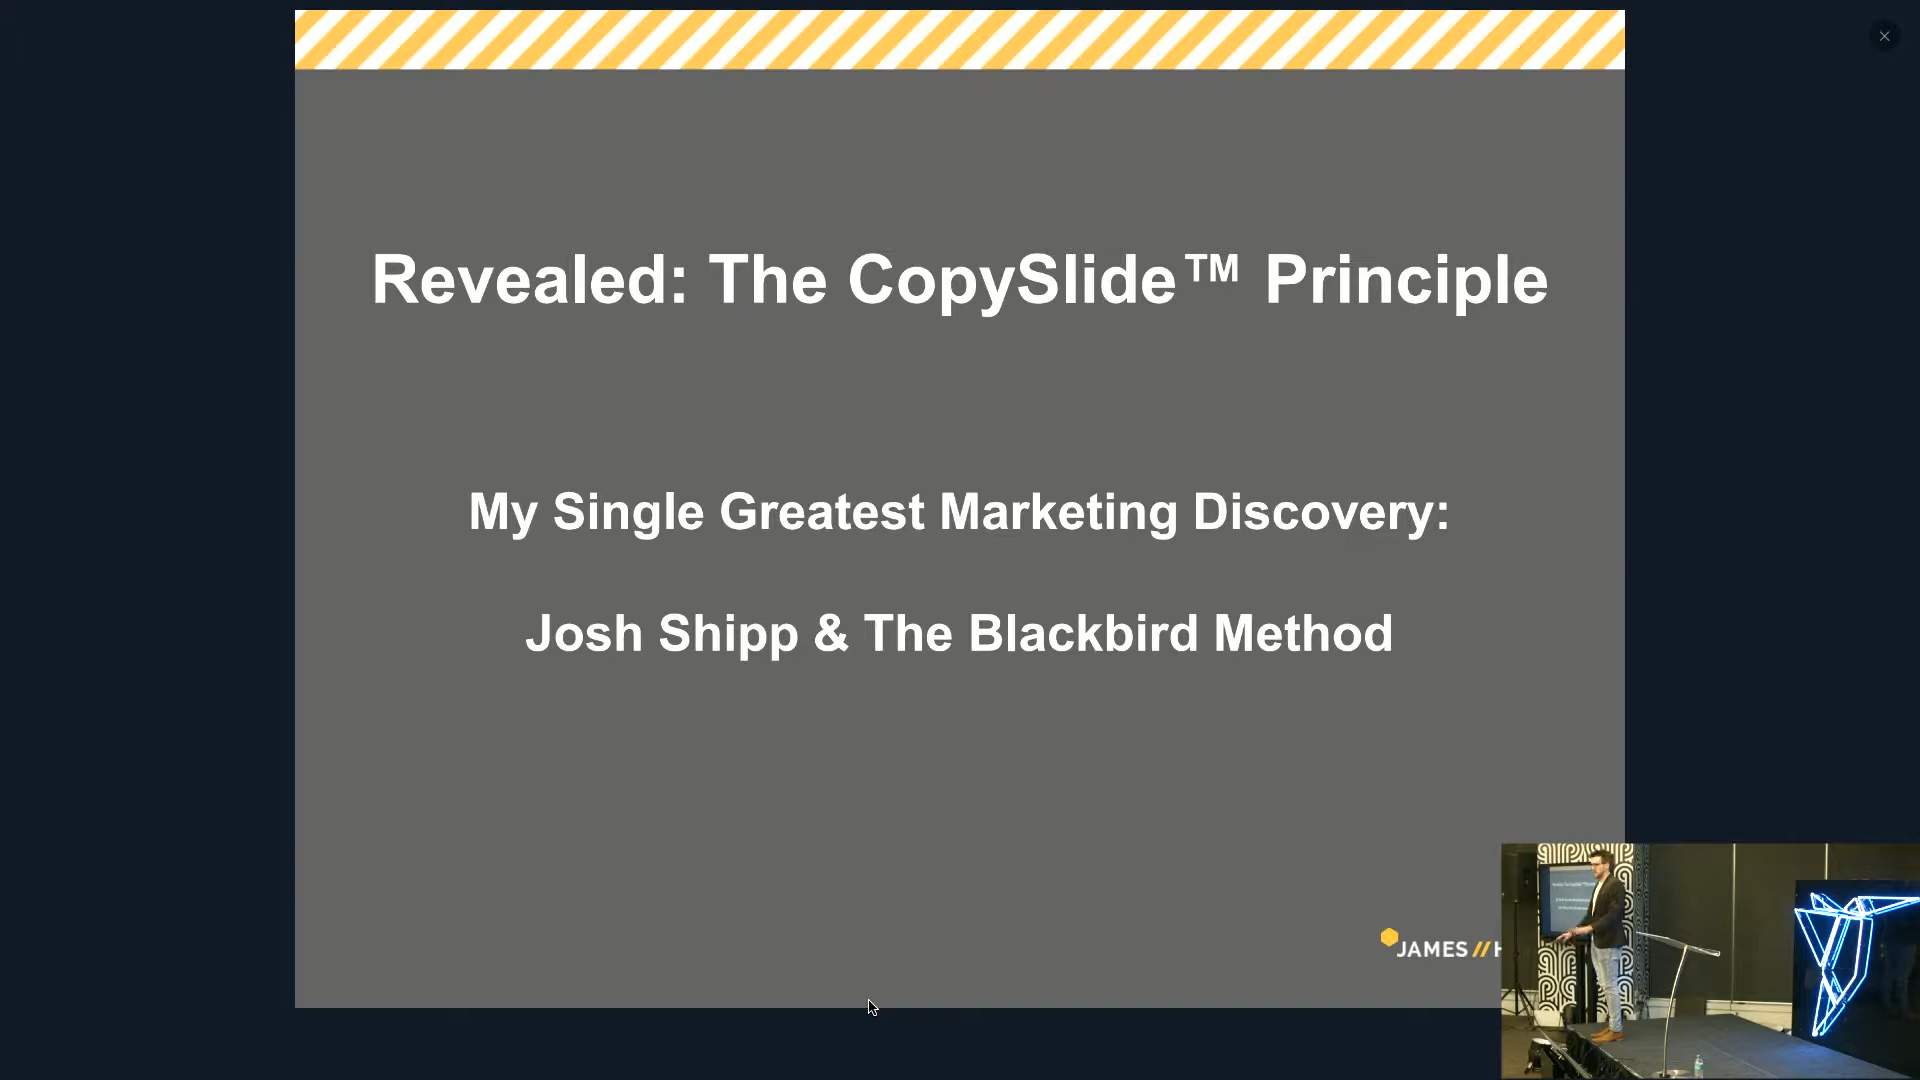 Revealed: The CopySlide™ Principle
My Single Greatest Marketing Discovery:
Josh Shipp & The Blackbird Method
JAMES//